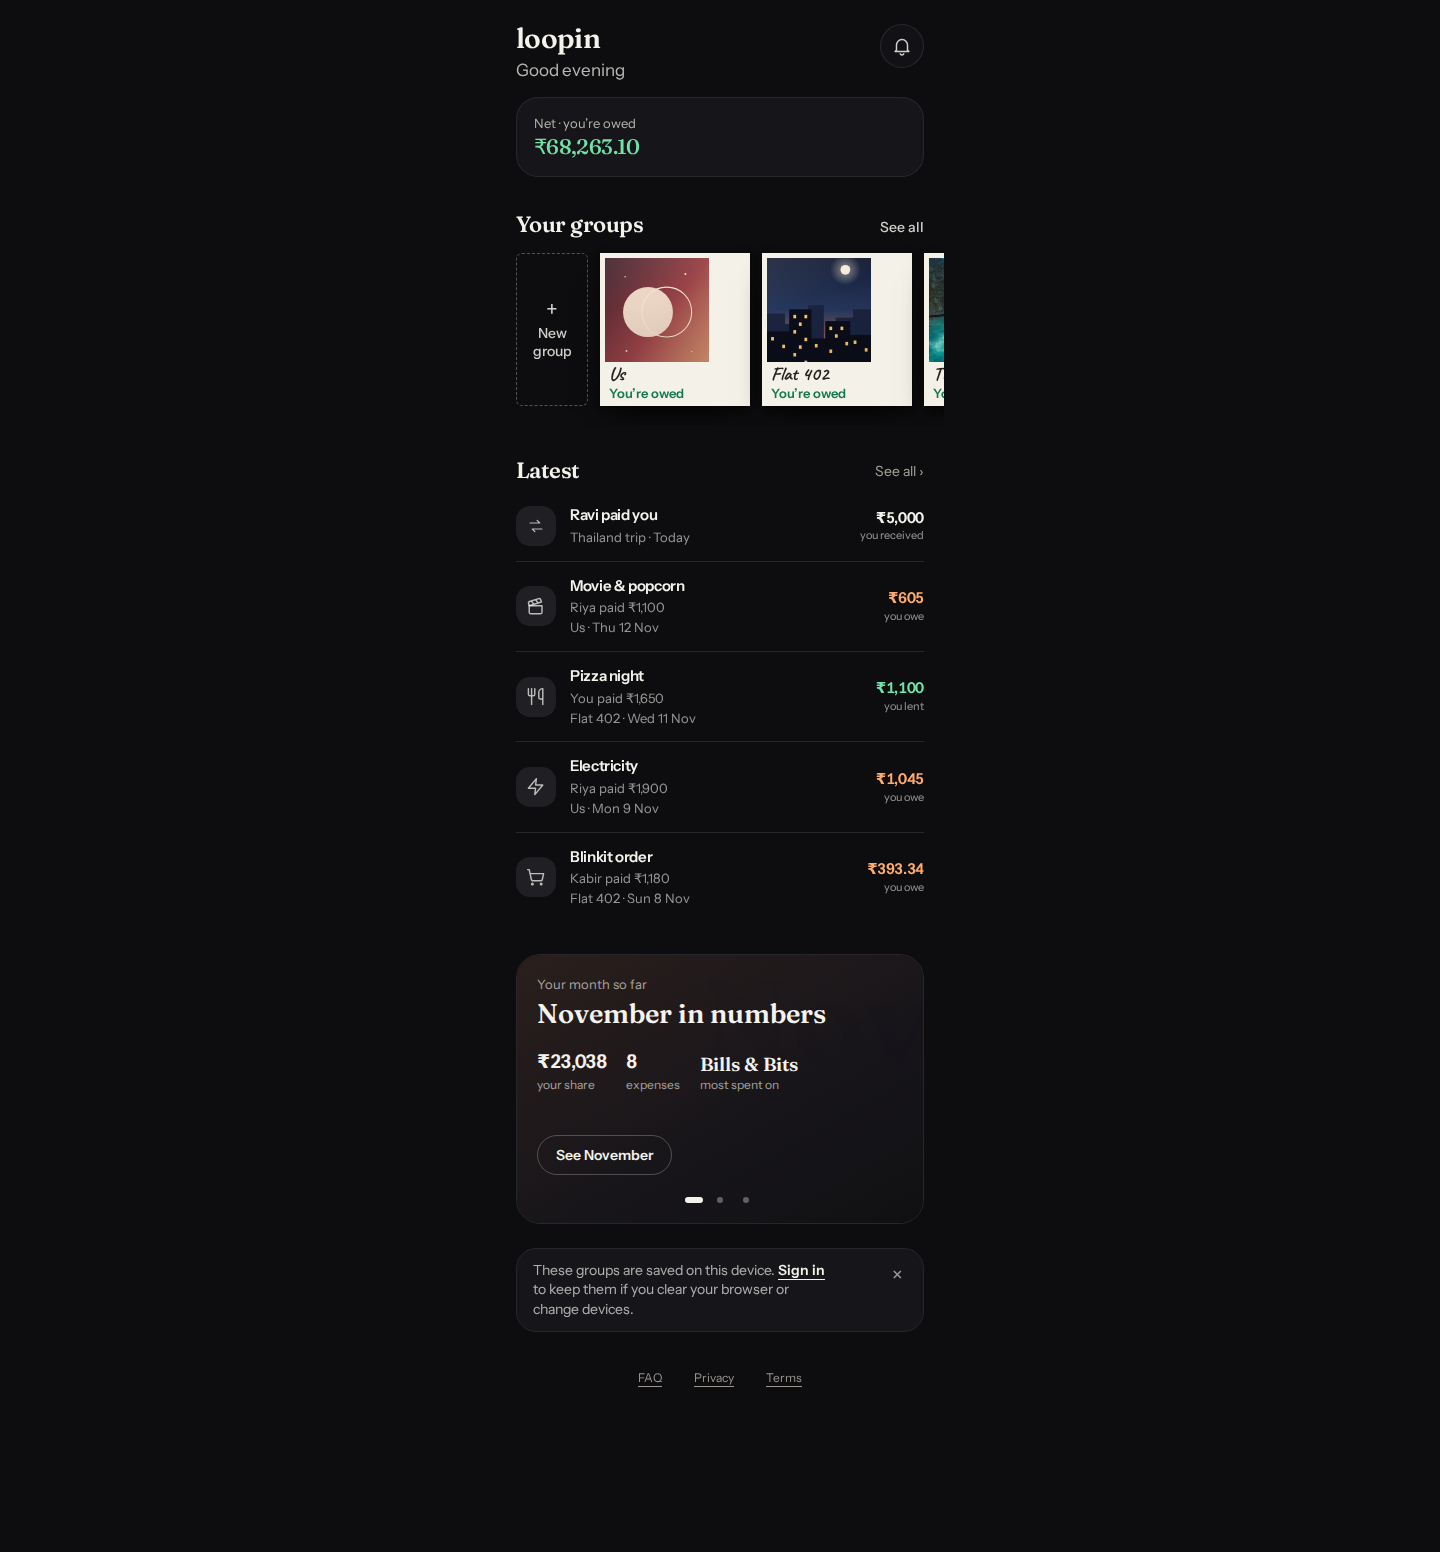 loopin
Good evening
Net · you're owed
₹68,263.10
Your groups
See all
+
New
group
Us
You're owed
Flat 402
You're owed
Latest
See all ›
Ravi paid you
Thailand trip · Today
₹5,000
you received
Movie & popcorn
Riya paid ₹1,100
Us · Thu 12 Nov
₹605
you owe
Pizza night
You paid ₹1,650
Flat 402 · Wed 11 Nov
₹1,100
you lent
Electricity
Riya paid ₹1,900
Us · Mon 9 Nov
₹1,045
you owe
Blinkit order
Kabir paid ₹1,180
Flat 402 · Sun 8 Nov
₹393.34
you owe
Your month so far
November in numbers
₹23,038
your share
8
expenses
Bills & Bits
most spent on
See November
These groups are saved on this device. Sign in
to keep them if you clear your browser or
change devices.
×
FAQ
Privacy
Terms